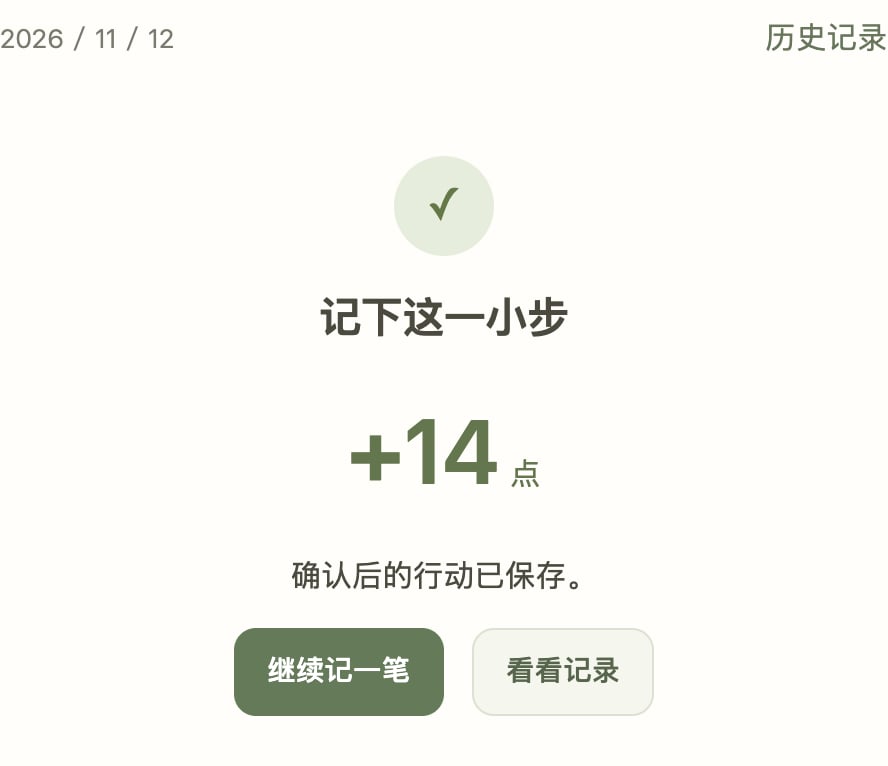 2026 / 11 / 12
历史记录
✓
记下这一小步
+14 点
确认后的行动已保存。
继续记一笔
看看记录